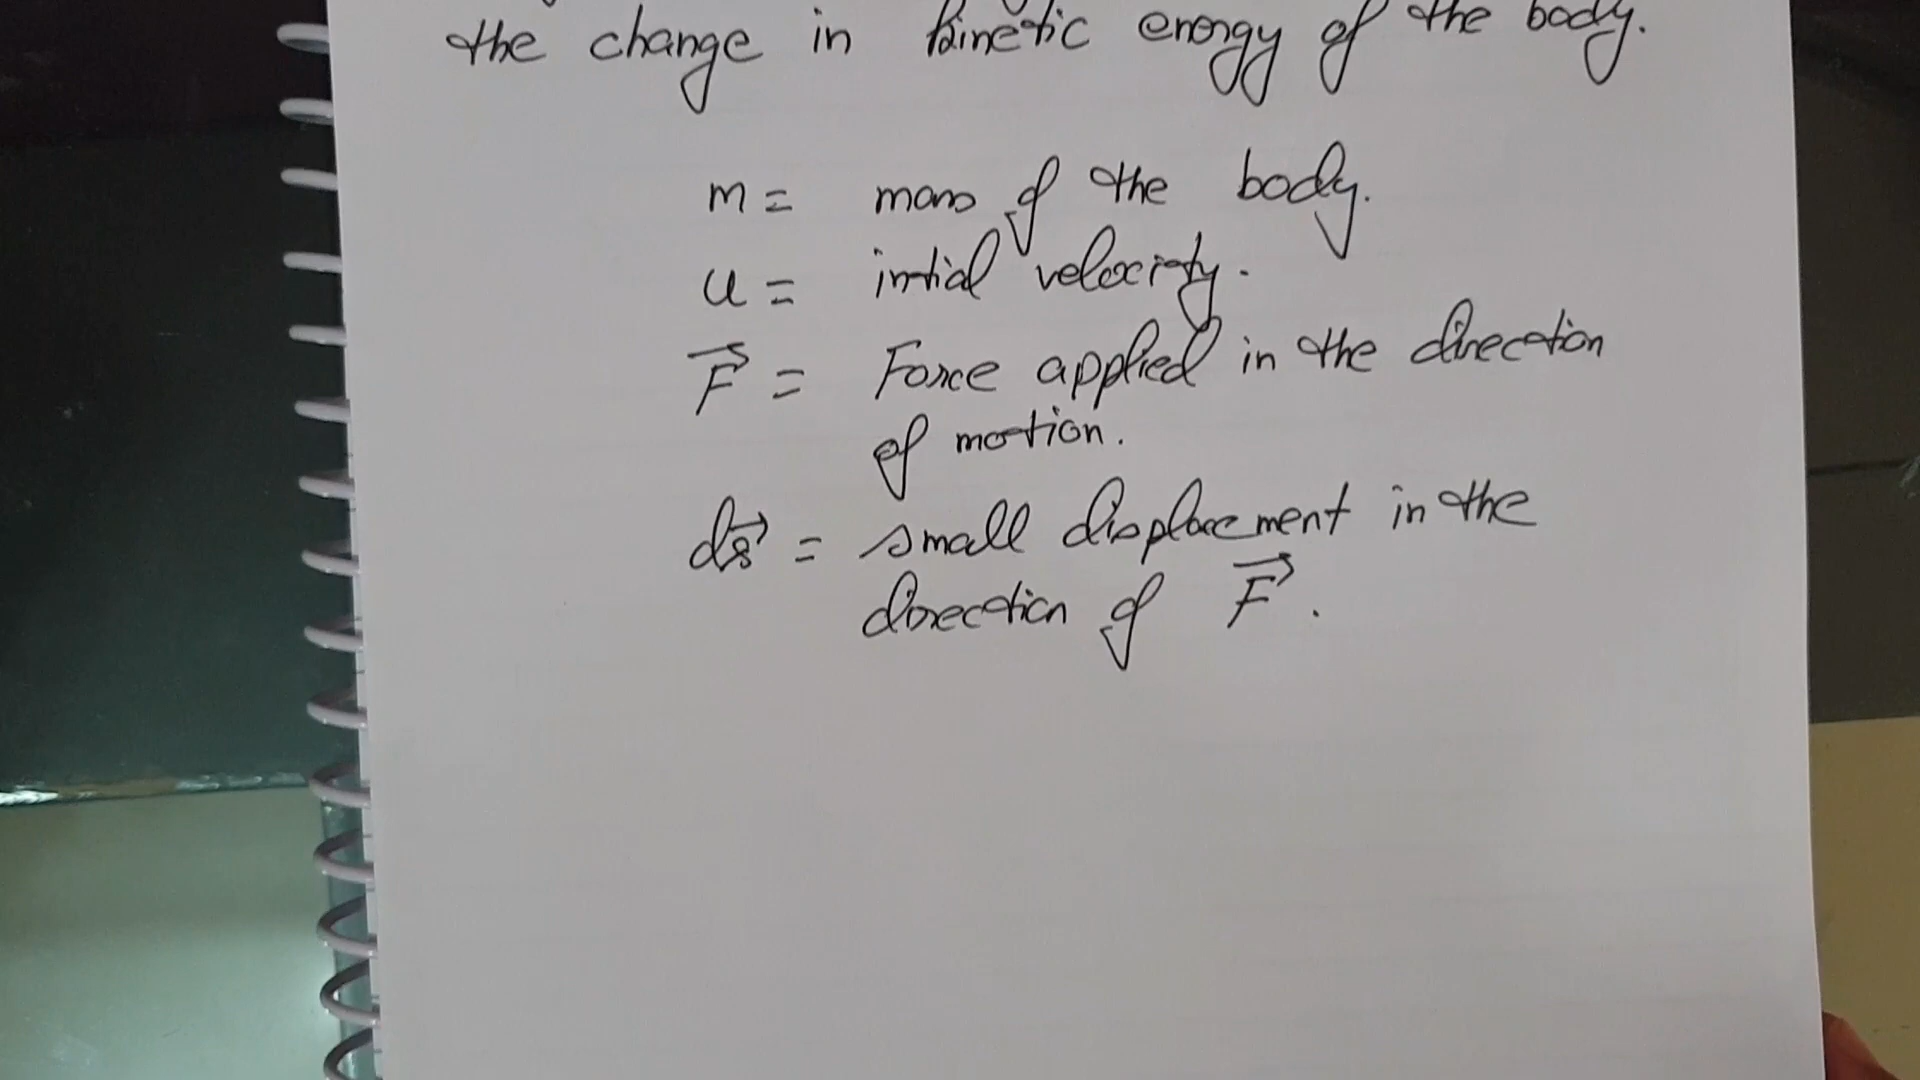 the change in kinetic energy of the body.
m = mass of the body.
u = initial velocity.
F⃗ = Force applied in the direction
of motion.
ds⃗ = small displacement in the
direction of F⃗.